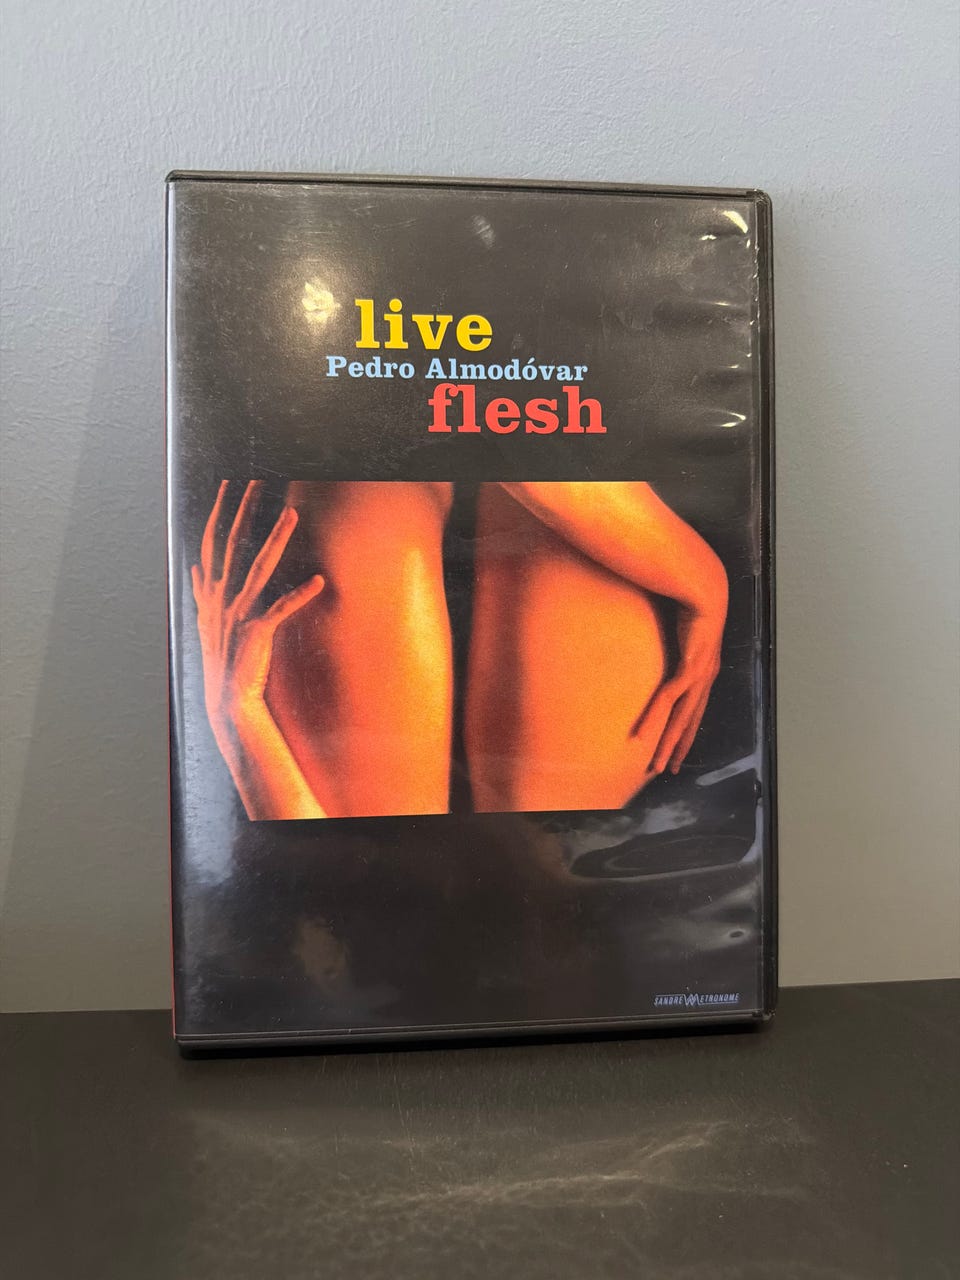 live
Pedro Almodóvar
flesh
SANDREW METRONOME